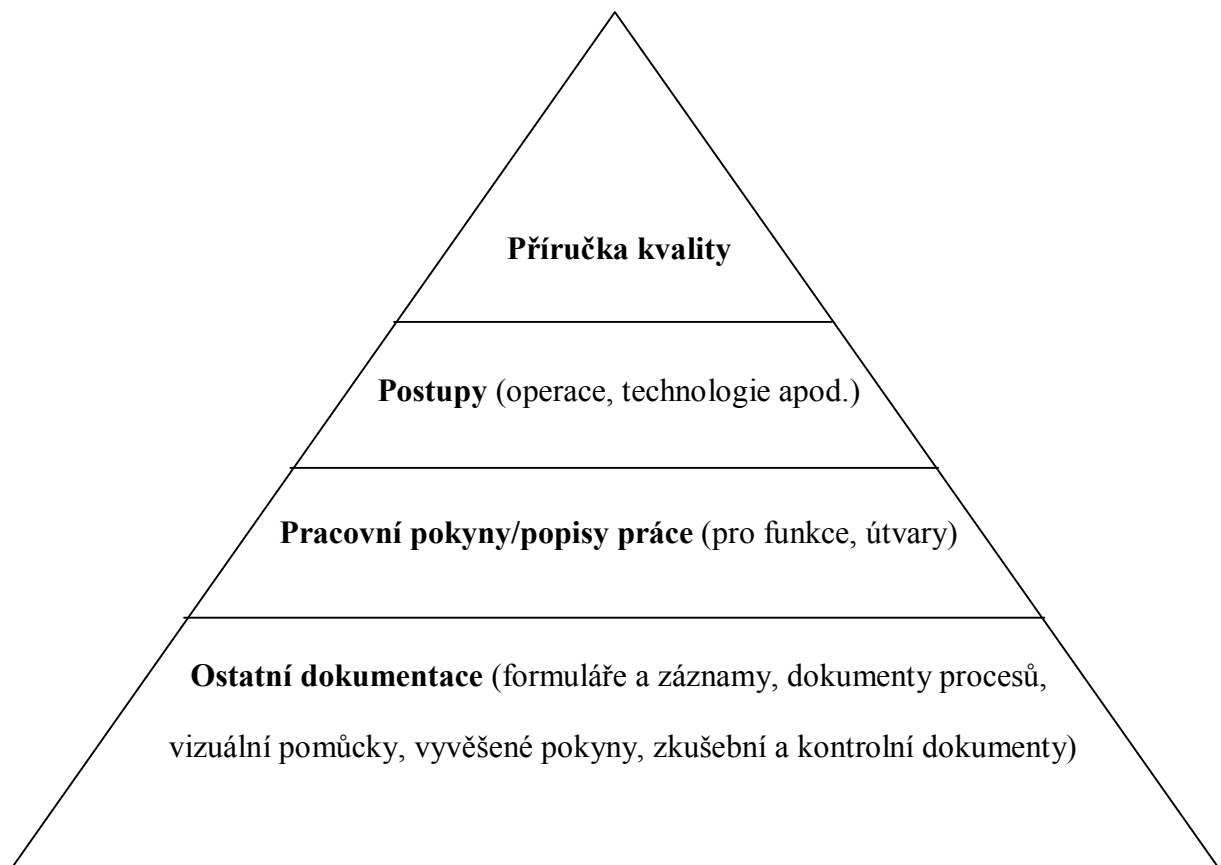 Příručka kvality
Postupy (operace, technologie apod.)
Pracovní pokyny/popisy práce (pro funkce, útvary)
Ostatní dokumentace (formuláře a záznamy, dokumenty procesů,
vizuální pomůcky, vyvěšené pokyny, zkušební a kontrolní dokumenty)